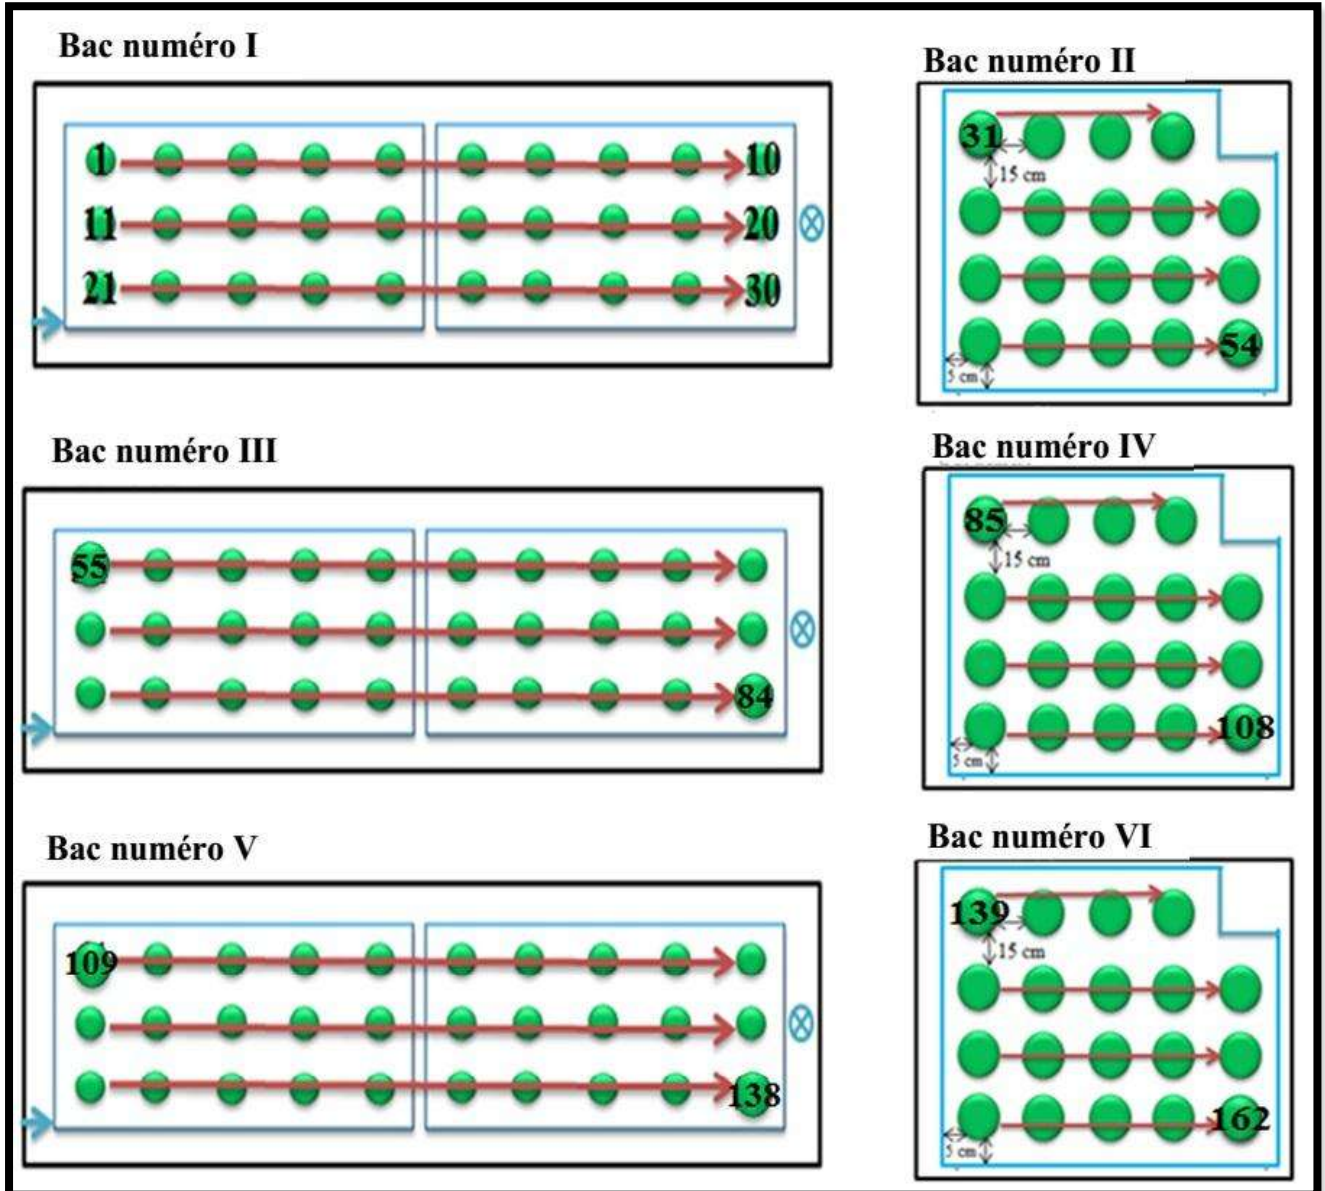 Bac numéro I
1 10
11 20
21 30
Bac numéro II
31
15 cm
54
5 cm
Bac numéro III
55
84
Bac numéro IV
85
15 cm
108
5 cm
Bac numéro V
109
138
Bac numéro VI
139
15 cm
162
5 cm